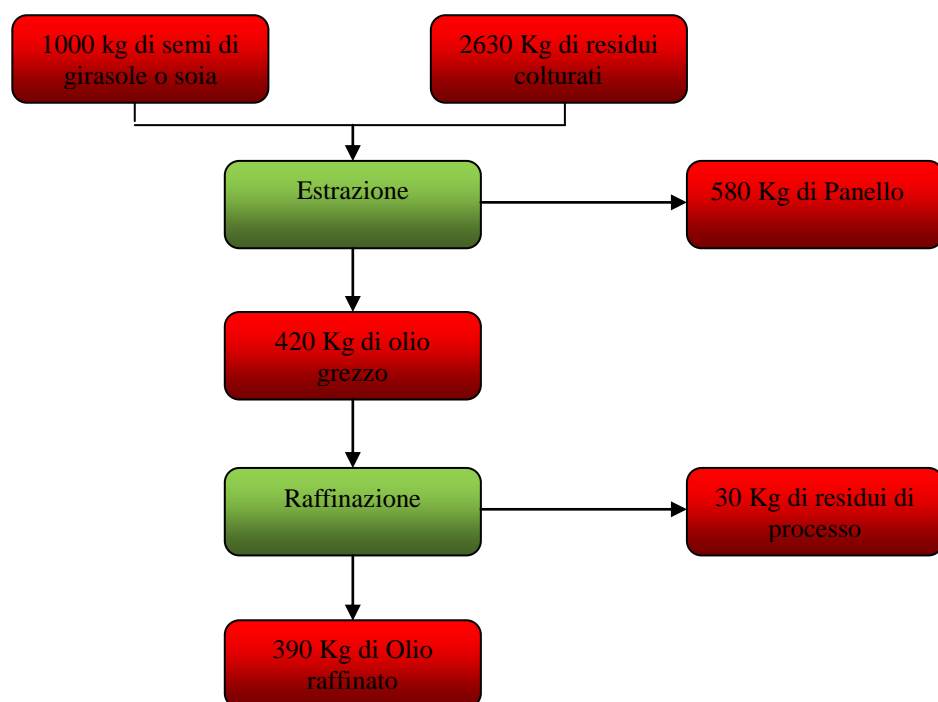 1000 kg di semi di
girasole o soia
2630 Kg di residui
colturati
Estrazione
580 Kg di Panello
420 Kg di olio
grezzo
Raffinazione
30 Kg di residui di
processo
390 Kg di Olio
raffinato